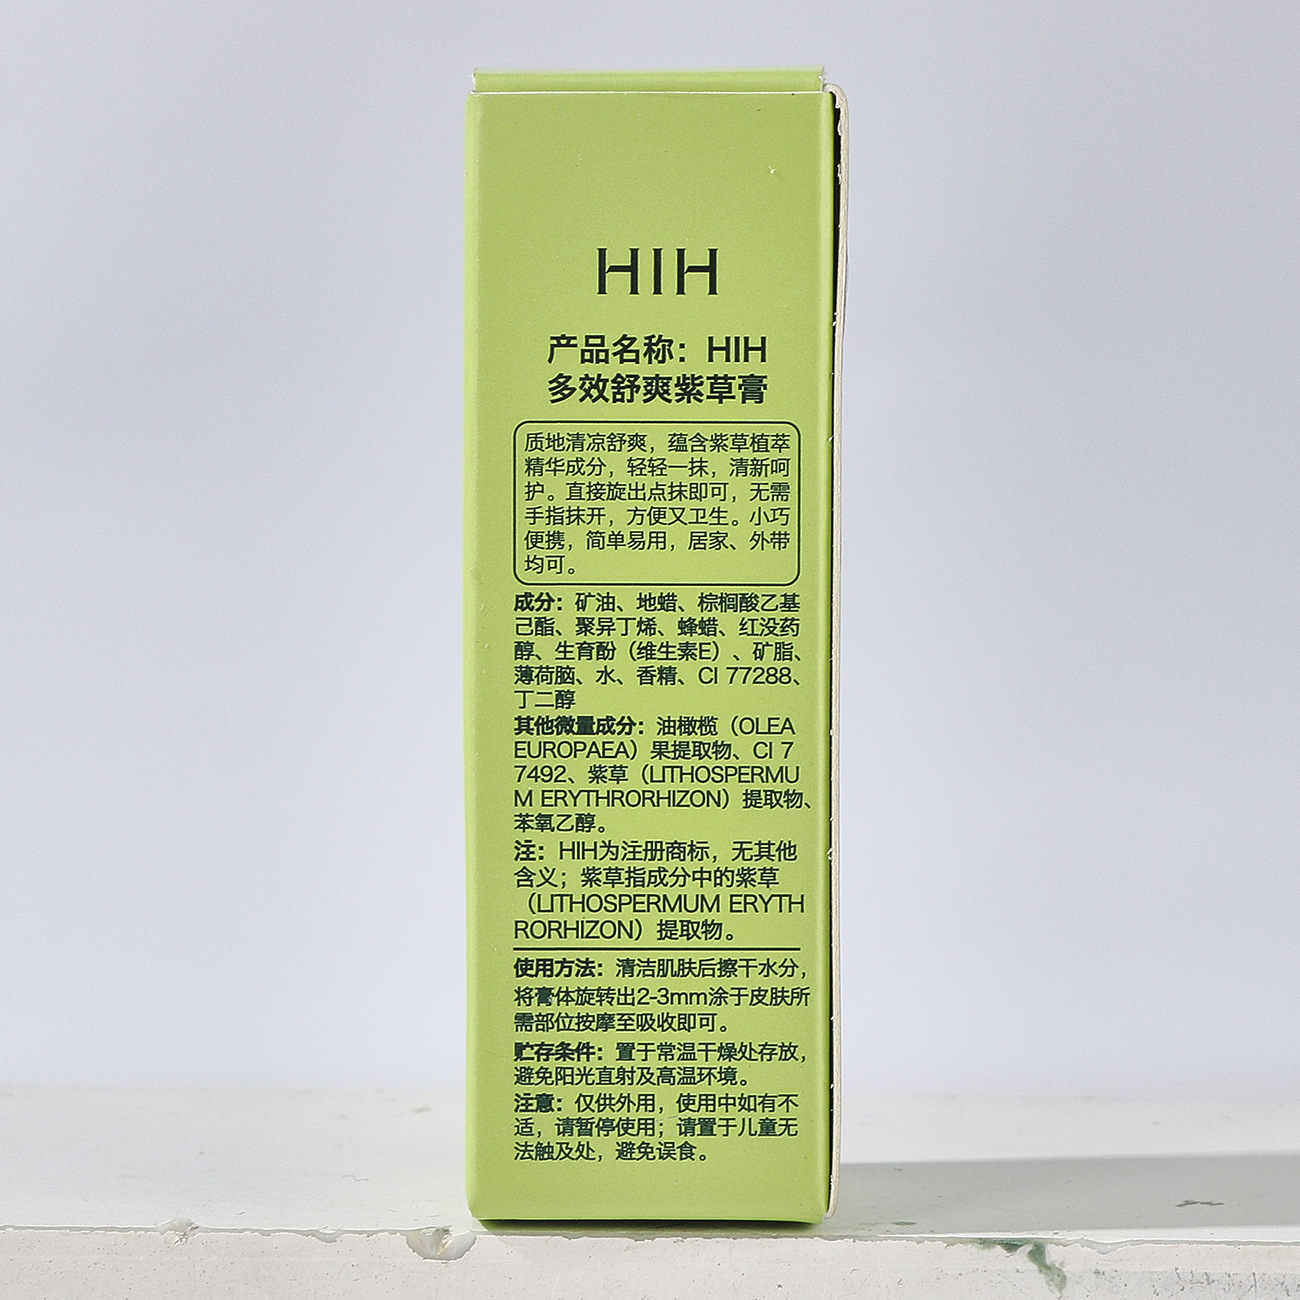 HIH
产品名称：HIH
多效舒爽紫草膏
质地清凉舒爽，蕴含紫草植萃
精华成分，轻轻一抹，清新呵
护。直接旋出点抹即可，无需
手指抹开，方便又卫生。小巧
便携，简单易用，居家、外带
均可。
成分：矿油、地蜡、棕榈酸乙基
己酯、聚异丁烯、蜂蜡、红没药
醇、生育酚（维生素E）、矿脂、
薄荷脑、水、香精、CI 77288、
丁二醇
其他微量成分：油橄榄（OLEA
EUROPAEA）果提取物、CI 7
7492、紫草（LITHOSPERMU
M ERYTHRORHIZON）提取物、
苯氧乙醇。
注：HIH为注册商标，无其他
含义；紫草指成分中的紫草
（LITHOSPERMUM ERYTH
RORHIZON）提取物。
使用方法：清洁肌肤后擦干水分，
将膏体旋转出2-3mm涂于皮肤所
需部位按摩至吸收即可。
贮存条件：置于常温干燥处存放，
避免阳光直射及高温环境。
注意：仅供外用，使用中如有不
适，请暂停使用；请置于儿童无
法触及处，避免误食。